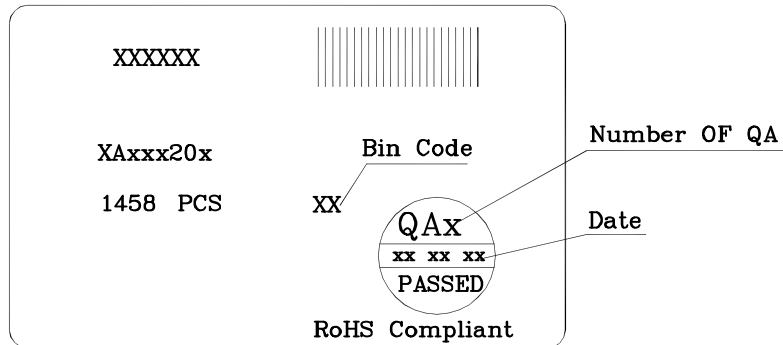 XXXXXX
Number OF QA
XAxxx20x
Bin Code
1458 PCS
XX
QAx
Date
xx xx xx
PASSED
RoHS Compliant